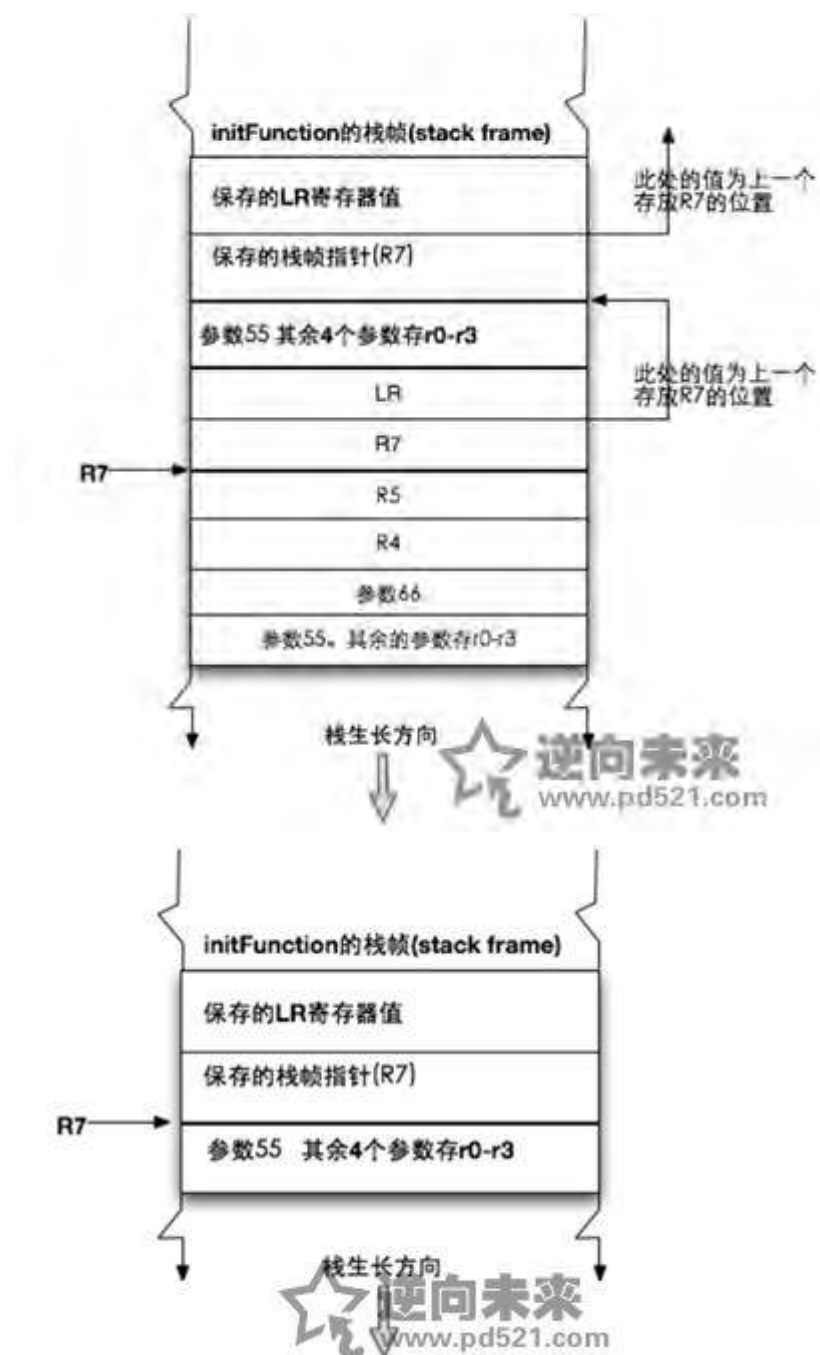 initFunction的栈帧(stack frame)
保存的LR寄存器值
此处的值为上一个
存放R7的位置
保存的栈帧指针(R7)
参数55 其余4个参数存r0-r3
LR
此处的值为上一个
存放R7的位置
R7
R7
R5
R4
参数66
参数55。其余的参数存r0-r3
栈生长方向
逆向未来
www.pd521.com
initFunction的栈帧(stack frame)
保存的LR寄存器值
保存的栈帧指针(R7)
R7
参数55 其余4个参数存r0-r3
栈生长方向
逆向未来
www.pd521.com